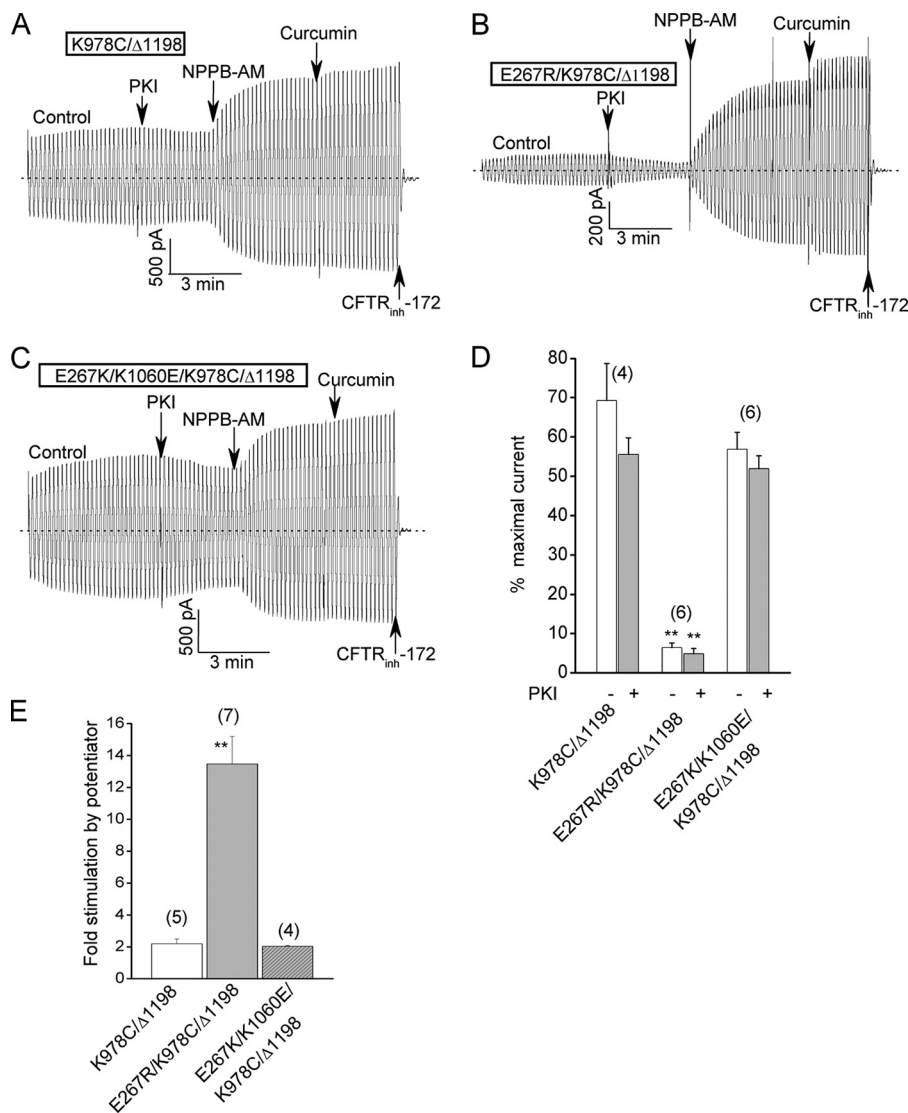 A
K978C/Δ1198
Control
PKI
NPPB-AM
Curcumin
500 pA
3 min
CFTRinh-172
B
E267R/K978C/Δ1198
Control
PKI
NPPB-AM
Curcumin
200 pA
3 min
CFTRinh-172
C
E267K/K1060E/K978C/Δ1198
Control
PKI
NPPB-AM
Curcumin
500 pA
3 min
CFTRinh-172
D
% maximal current
80
70
60
50
40
30
20
10
0
(4)
(6)
(6)
** **
PKI - + - + - +
K978C/Δ1198
E267R/K978C/Δ1198
E267K/K1060E/
K978C/Δ1198
E
Fold stimulation by potentiator
16
14
12
10
8
6
4
2
0
(5)
(7)
**
(4)
K978C/Δ1198
E267R/K978C/Δ1198
E267K/K1060E/
K978C/Δ1198